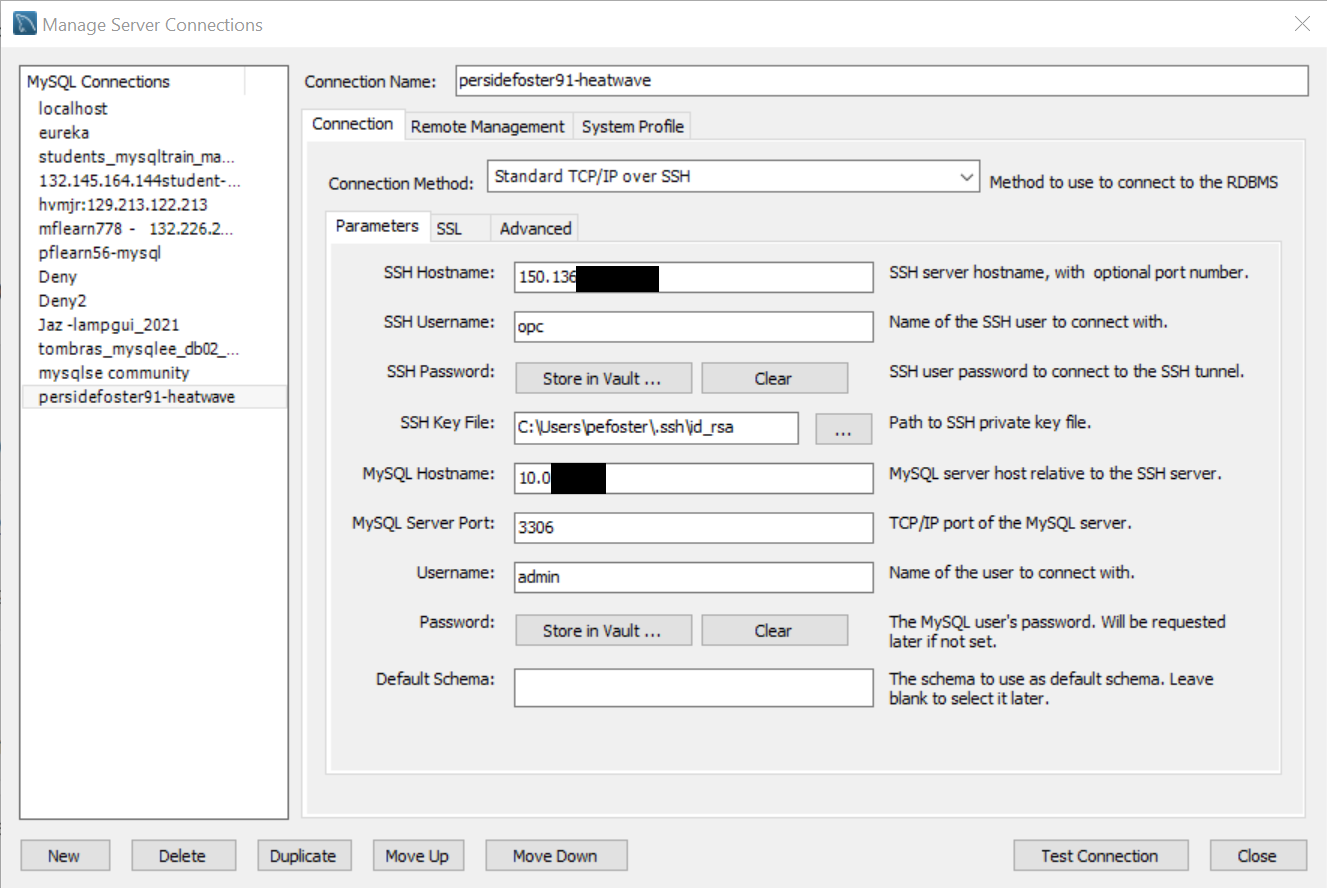 Manage Server Connections
MySQL Connections
localhost
eureka
students_mysqltrain_ma...
132.145.164.144student-...
hvmjr:129.213.122.213
mflearn778 - 132.226.2...
pflearn56-mysql
Deny
Deny2
Jaz -lampgui_2021
tombras_mysqlee_db02_...
mysqlse community
persidefoster91-heatwave
Connection Name: persidefoster91-heatwave
Connection Remote Management System Profile
Connection Method: Standard TCP/IP over SSH Method to use to connect to the RDBMS
Parameters SSL Advanced
SSH Hostname: 150.136 SSH server hostname, with optional port number.
SSH Username: opc Name of the SSH user to connect with.
SSH Password: Store in Vault ... Clear SSH user password to connect to the SSH tunnel.
SSH Key File: C:\Users\pefoster\.ssh\id_rsa ... Path to SSH private key file.
MySQL Hostname: 10.0 MySQL server host relative to the SSH server.
MySQL Server Port: 3306 TCP/IP port of the MySQL server.
Username: admin Name of the user to connect with.
Password: Store in Vault ... Clear The MySQL user's password. Will be requested
later if not set.
Default Schema: The schema to use as default schema. Leave
blank to select it later.
New Delete Duplicate Move Up Move Down Test Connection Close